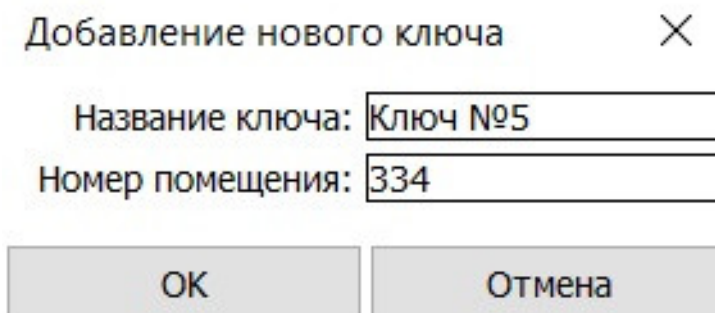 Добавление нового ключа
Название ключа: Ключ №5
Номер помещения: 334
OK Отмена